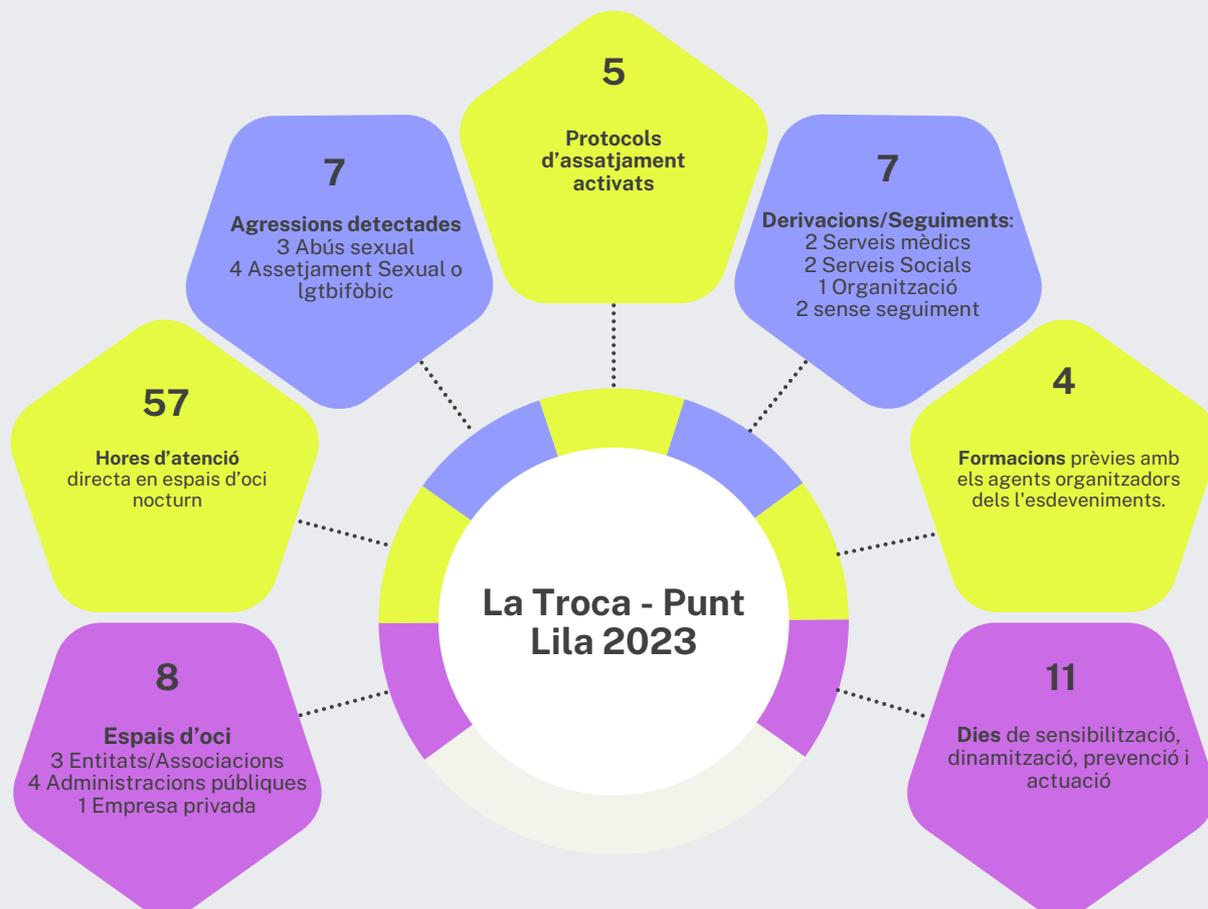 5
Protocols
d’assatjament
activats
7
Agressions detectades
3 Abús sexual
4 Assetjament Sexual o
lgtbifòbic
7
Derivacions/Seguiments:
2 Serveis mèdics
2 Serveis Socials
1 Organització
2 sense seguiment
57
Hores d’atenció
directa en espais d’oci
nocturn
4
Formacions prèvies amb
els agents organitzadors
dels l'esdeveniments.
La Troca - Punt
Lila 2023
8
Espais d’oci
3 Entitats/Associacions
4 Administracions públiques
1 Empresa privada
11
Dies de sensibilització,
dinamització, prevenció i
actuació